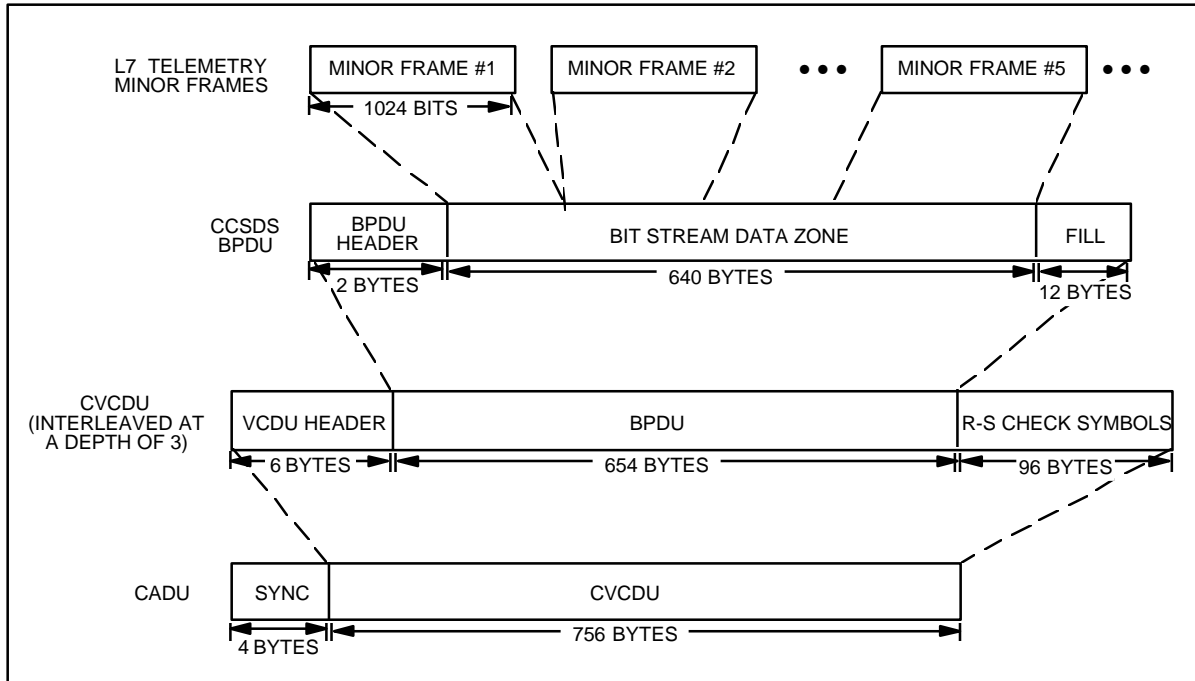 L7 TELEMETRY
MINOR FRAMES
MINOR FRAME #1
MINOR FRAME #2
•••
MINOR FRAME #5
•••
1024 BITS
CCSDS
BPDU
BPDU
HEADER
BIT STREAM DATA ZONE
FILL
2 BYTES
640 BYTES
12 BYTES
CVCDU
(INTERLEAVED AT
A DEPTH OF 3)
VCDU HEADER
BPDU
R-S CHECK SYMBOLS
6 BYTES
654 BYTES
96 BYTES
CADU
SYNC
CVCDU
4 BYTES
756 BYTES